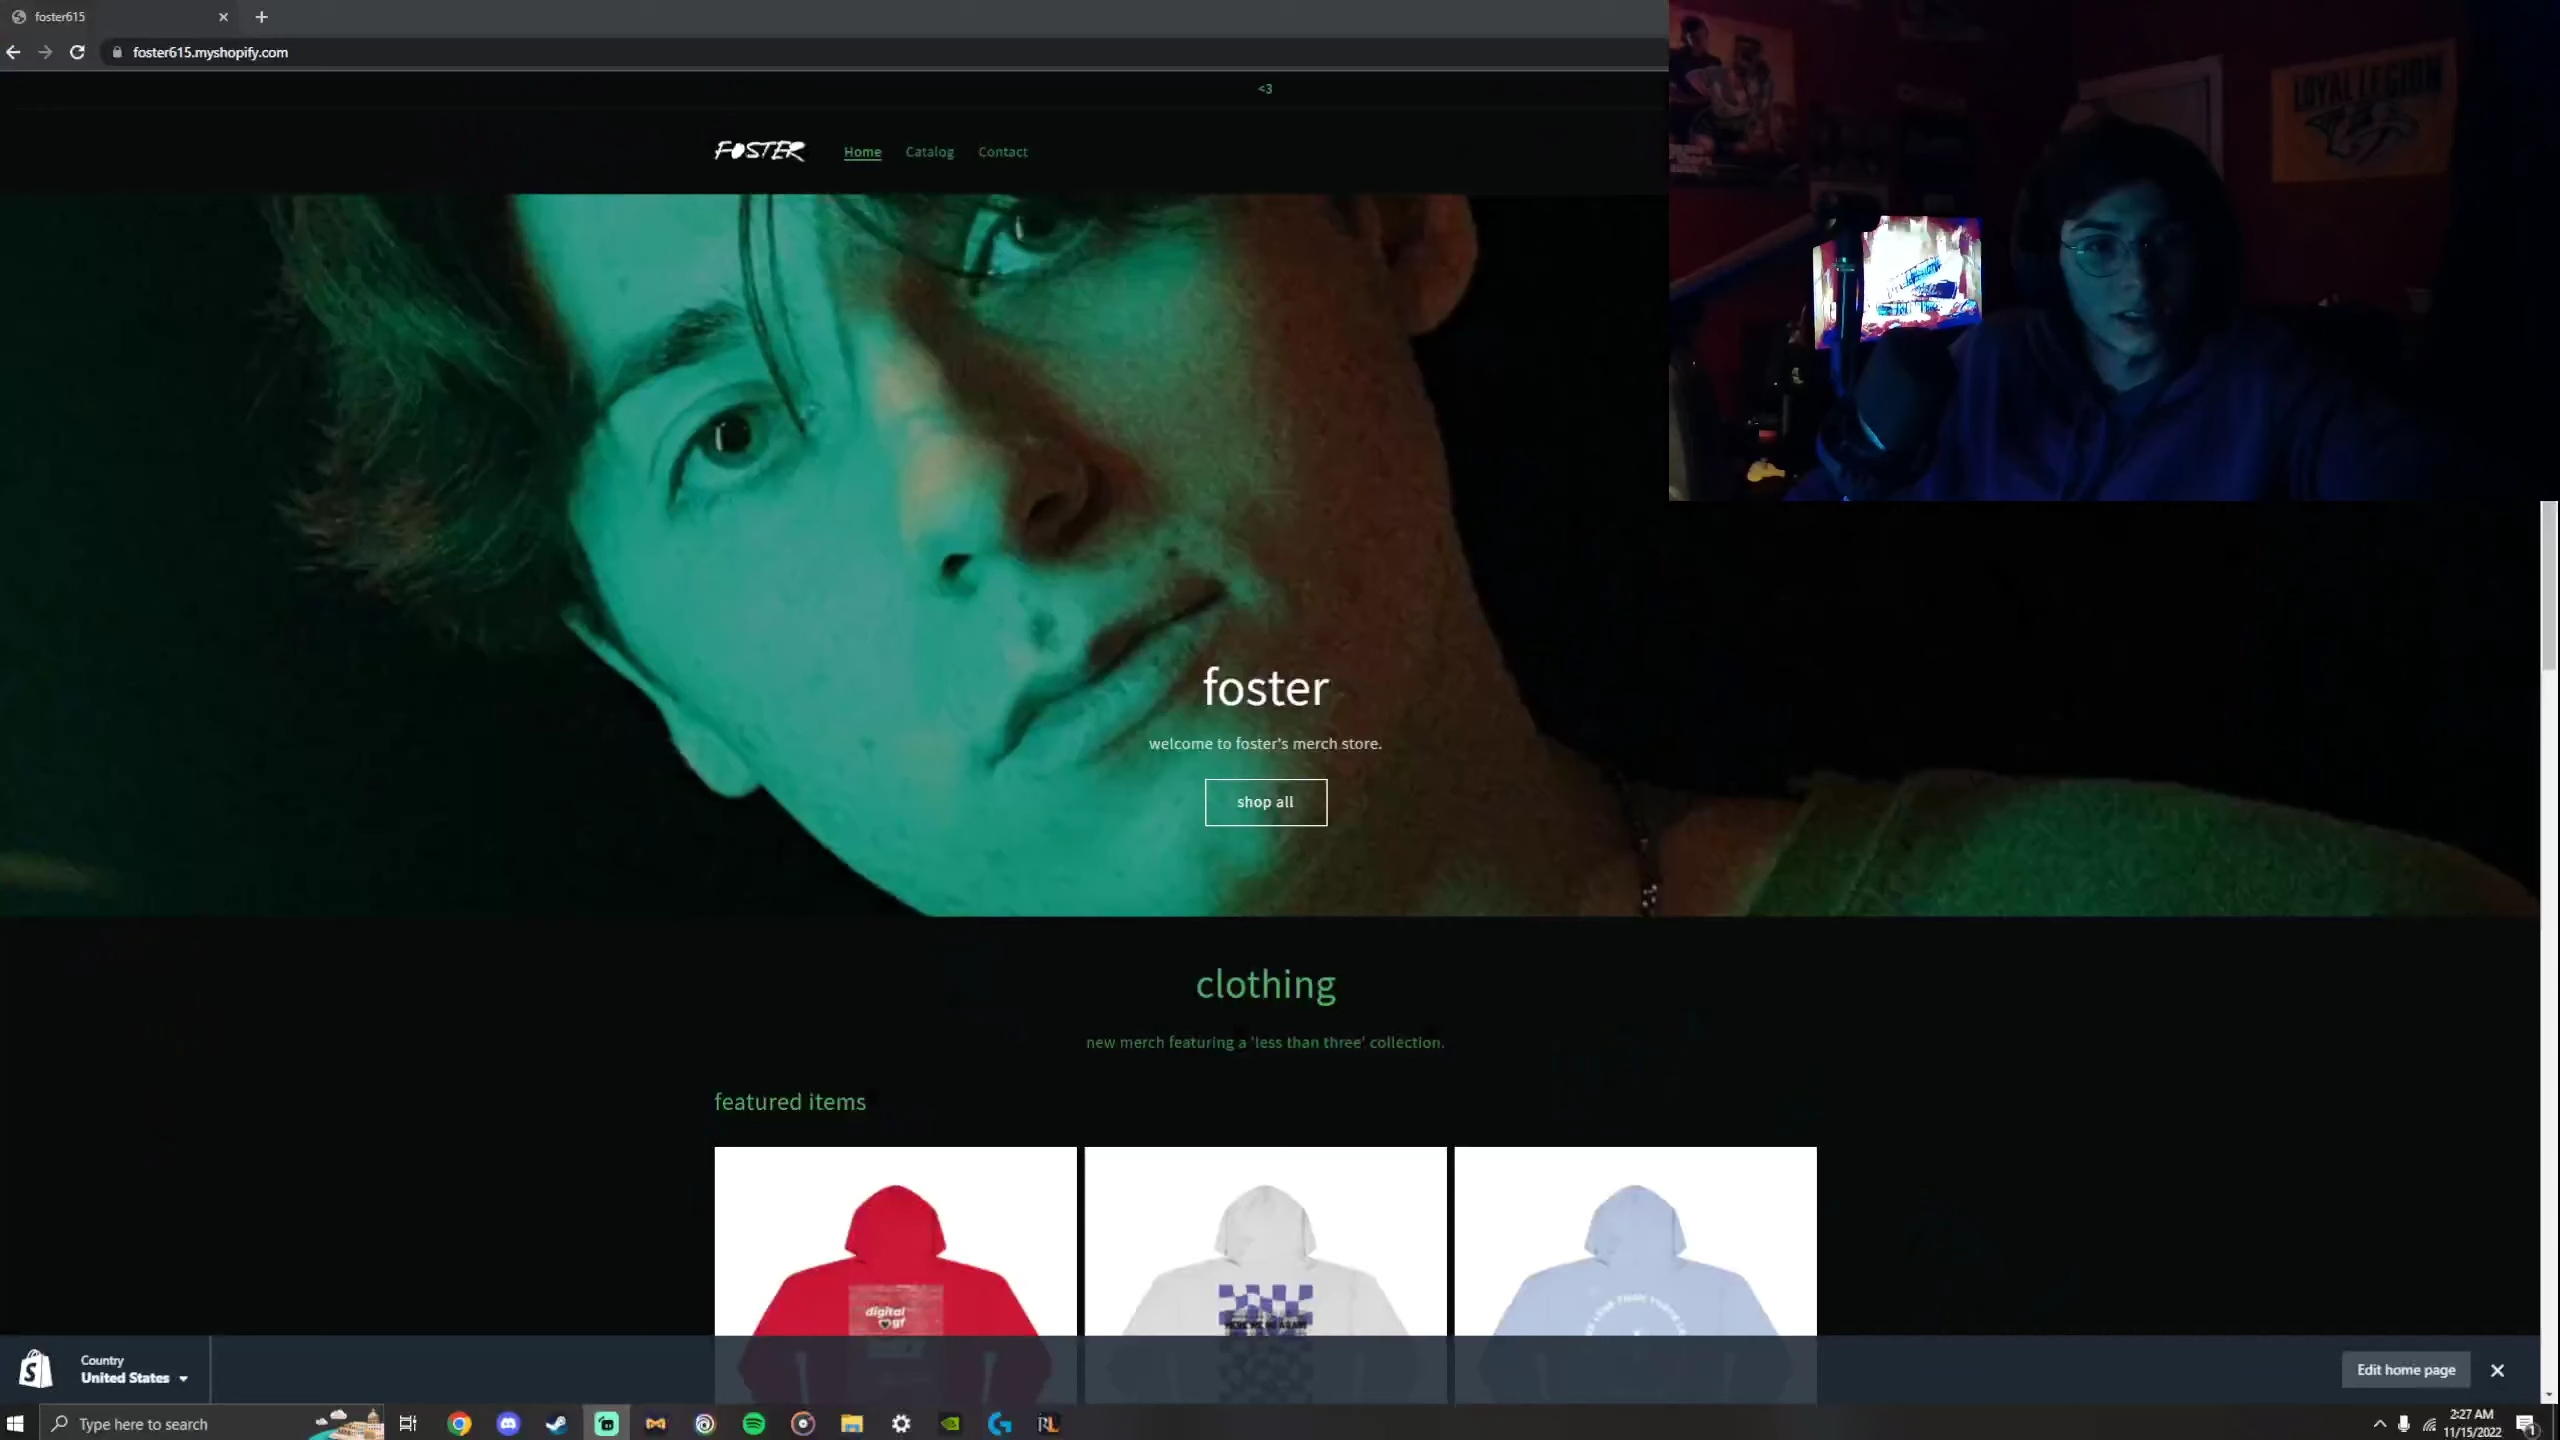 foster615
foster615.myshopify.com
<3
FOSTER
Home
Catalog
Contact
LOYAL LEGION
foster
welcome to foster's merch store.
shop all
clothing
new merch featuring a 'less than three' collection.
featured items
digital
gf
Country
United States
Edit home page
Type here to search
2:27 AM
11/15/2022